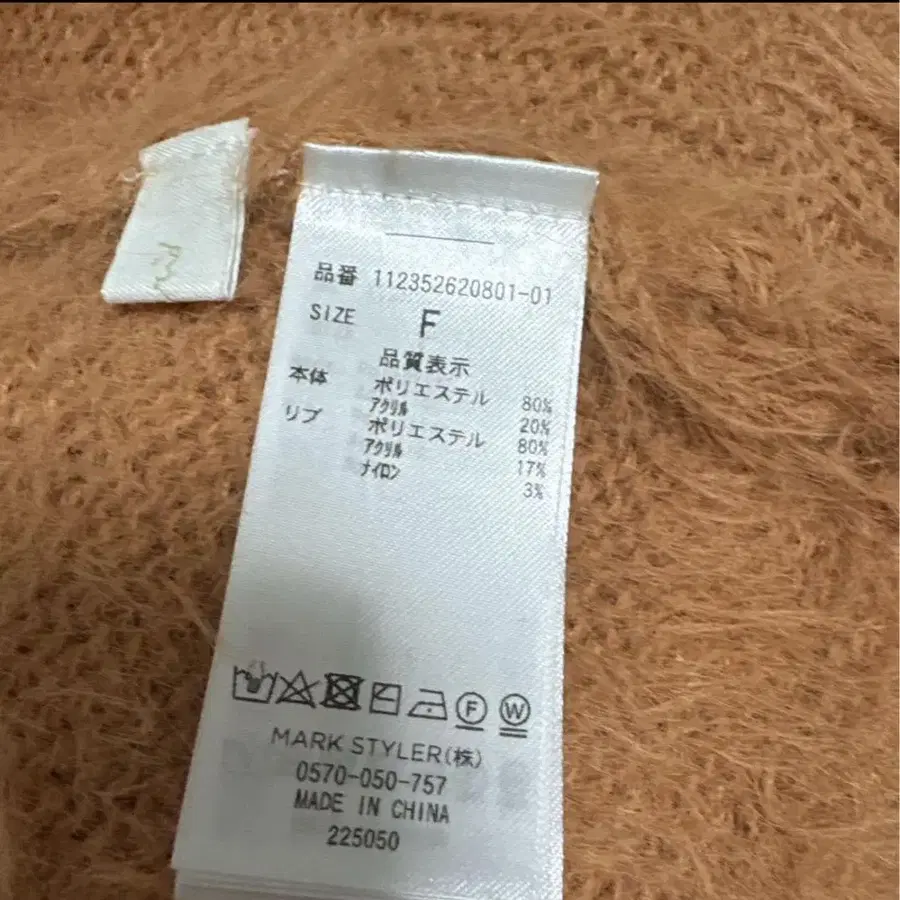 品番 112352620801-01
SIZE F
品質表示
本体 ポリエステル 80%
アクリル 20%
リブ ポリエステル 80%
アクリル 17%
ナイロン 3%
F W
MARK STYLER(株)
0570-050-757
MADE IN CHINA
225050